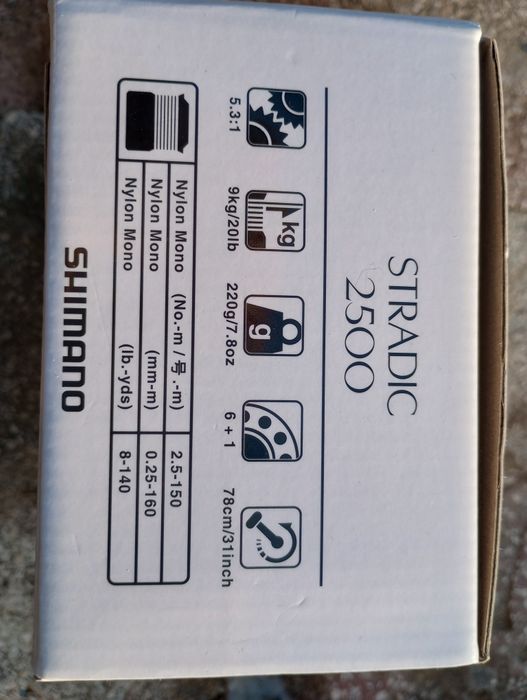 STRADIC
2500
5.3:1
9kg/20lb
220g/7.8oz
6 + 1
78cm/31inch
kg
g
Nylon Mono (No.-m / 号.-m) 2.5-150
Nylon Mono (mm-m) 0.25-160
Nylon Mono (lb.-yds) 8-140
SHIMANO